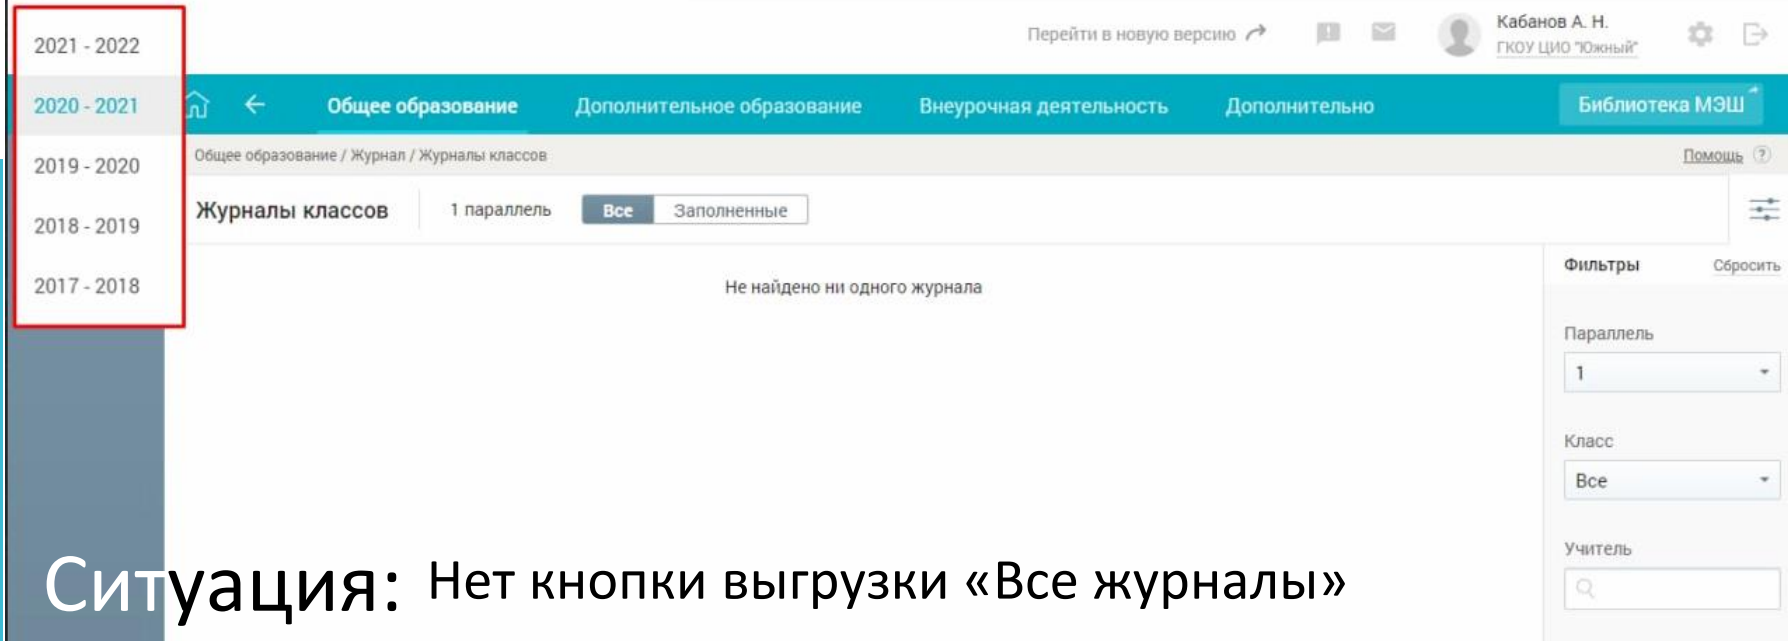 2021 - 2022
2020 - 2021
2019 - 2020
2018 - 2019
2017 - 2018
Перейти в новую версию
Кабанов А. Н.
ГКОУ ЦИО "Южный"
Общее образование Дополнительное образование Внеурочная деятельность Дополнительно Библиотека МЭШ
Общее образование / Журнал / Журналы классов Помощь ?
Журналы классов 1 параллель Все Заполненные
Не найдено ни одного журнала
Фильтры Сбросить
Параллель
1
Класс
Все
Учитель
Ситуация: Нет кнопки выгрузки «Все журналы»